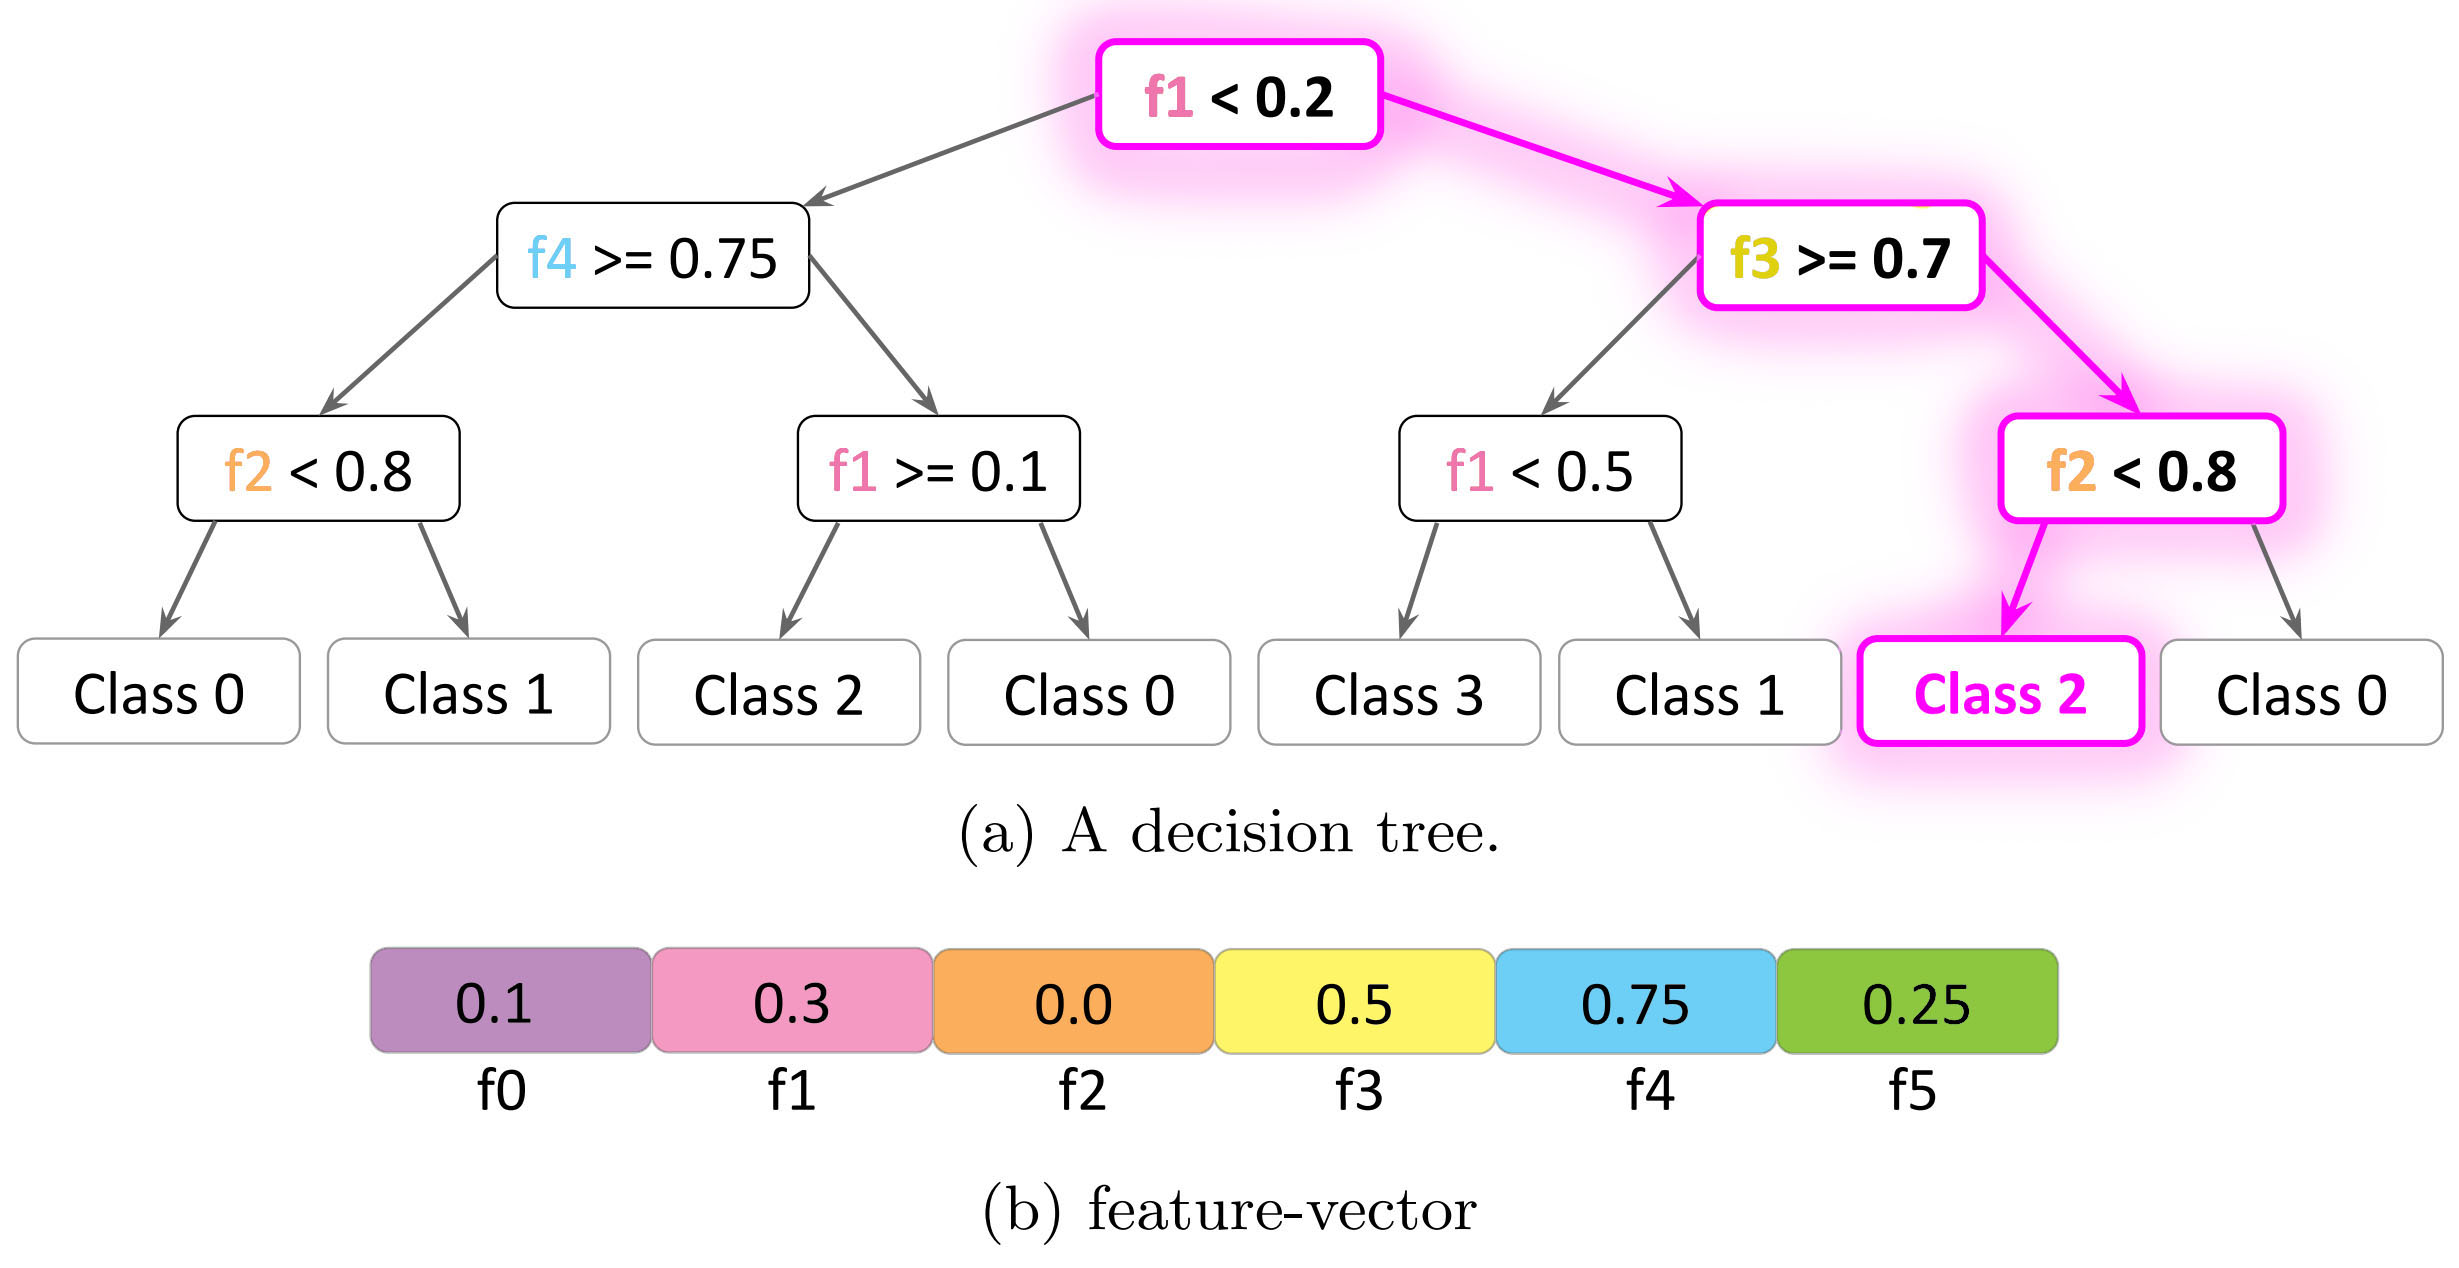 f1 < 0.2
f4 >= 0.75
f3 >= 0.7
f2 < 0.8
f1 >= 0.1
f1 < 0.5
f2 < 0.8
Class 0
Class 1
Class 2
Class 0
Class 3
Class 1
Class 2
Class 0
(a) A decision tree.
0.1 0.3 0.0 0.5 0.75 0.25
f0 f1 f2 f3 f4 f5
(b) feature-vector